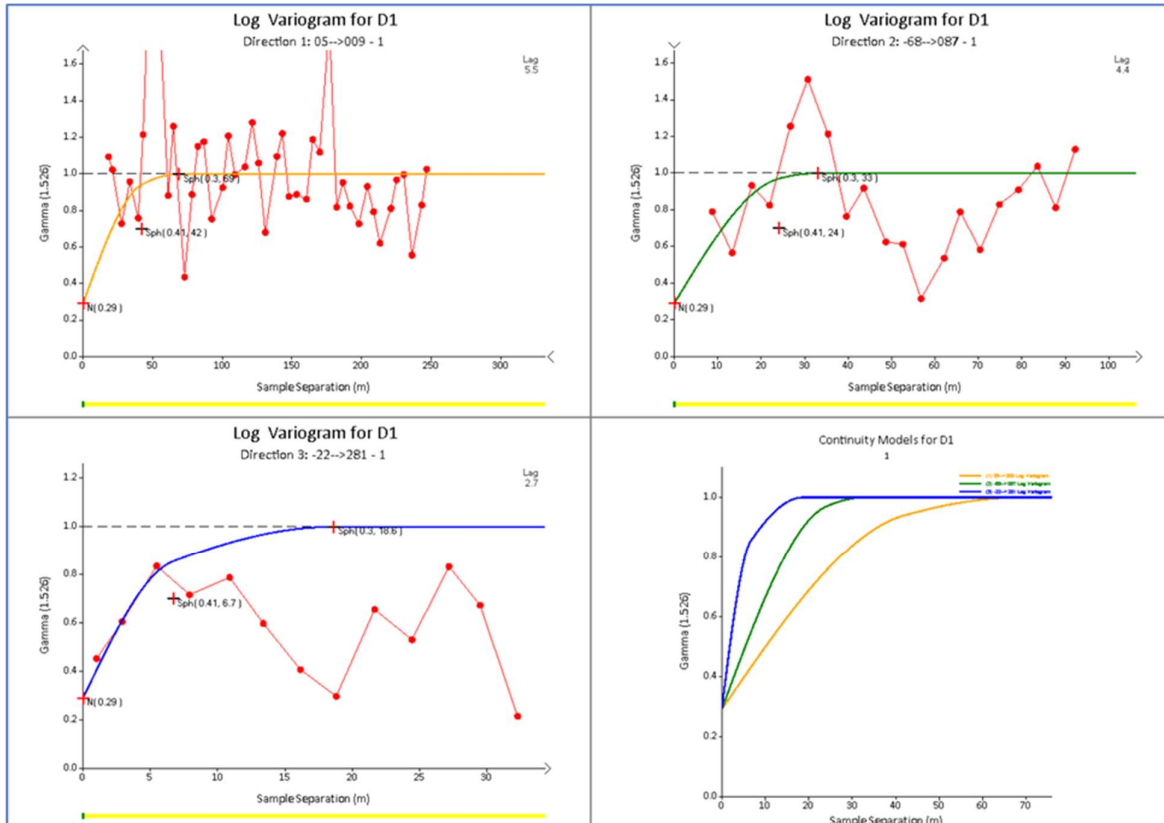 Log Variogram for D1
Direction 1: 05-->009 - 1
Lag
5.5
1.6
1.4
1.2
1.0
0.8
0.6
0.4
0.2
0.0
Gamma (1.526)
Sph( 0.3, 69)
Sph( 0.41, 42 )
N( 0.29 )
0
50
100
150
200
250
300
Sample Separation (m)
Log Variogram for D1
Direction 2: -68-->087 - 1
Lag
4.4
1.6
1.4
1.2
1.0
0.8
0.6
0.4
0.2
0.0
Gamma (1.526)
Sph( 0.3, 33 )
Sph( 0.41, 24 )
N( 0.29 )
0
10
20
30
40
50
60
70
80
90
100
Sample Separation (m)
Log Variogram for D1
Direction 3: -22-->281 - 1
Lag
2.7
1.2
1.0
0.8
0.6
0.4
0.2
0.0
Gamma (1.526)
Sph( 0.3, 18.6 )
Sph( 0.41, 6.7 )
N( 0.29 )
0
5
10
15
20
25
30
Sample Separation (m)
Continuity Models for D1
1
Log Variogram
Log Variogram
Log Variogram
1.0
0.8
0.6
0.4
0.2
0.0
Gamma (1.526)
0
10
20
30
40
50
60
70
Sample Separation (m)